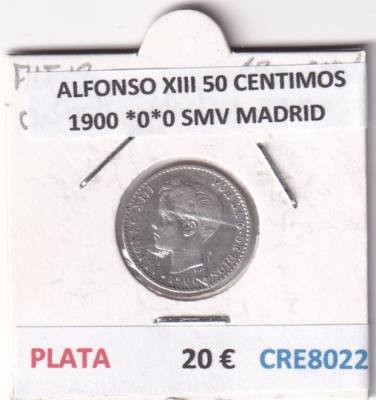 ALFONSO XIII 50 CENTIMOS
1900 *0*0 SMV MADRID
PLATA 20 € CRE8022